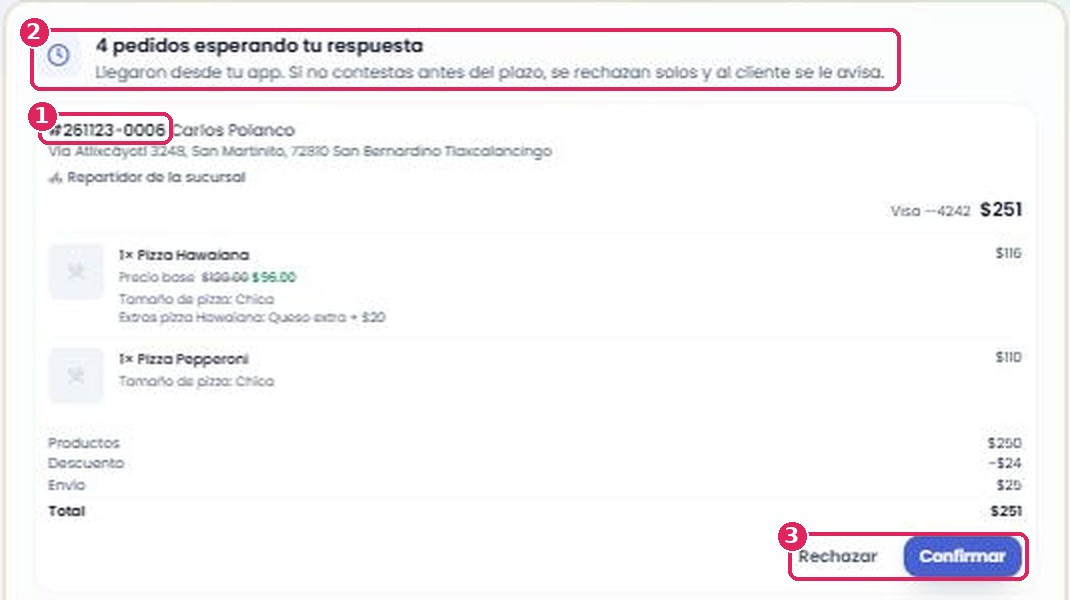 2
4 pedidos esperando tu respuesta
Llegaron desde tu app. Si no contestas antes del plazo, se rechazan solos y al cliente se le avisa.
1
#261123-0006 Carlos Polanco
Vía Atlixcáyotl 3248, San Martinito, 72810 San Bernardino Tlaxcalancingo
Repartidor de la sucursal
Visa ··4242 $251
1× Pizza Hawaiana $116
Precio base $120.00 $96.00
Tamaño de pizza: Chica
Extras pizza Hawaiana: Queso extra + $20
1× Pizza Pepperoni $110
Tamaño de pizza: Chica
Productos $250
Descuento -$24
Envío $25
Total $251
3
Rechazar Confirmar